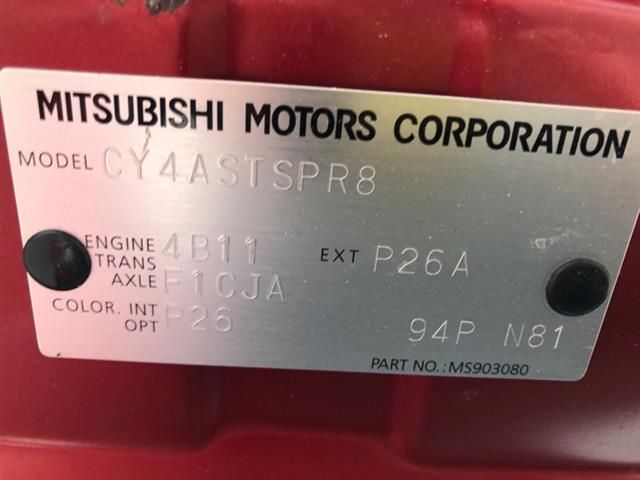 MITSUBISHI MOTORS CORPORATION
MODEL CY4ASTSPR8
ENGINE 4B11 EXT P26A
TRANS
AXLE F1CJA
COLOR. INT P26
OPT 94P N81
PART NO.: MS903080